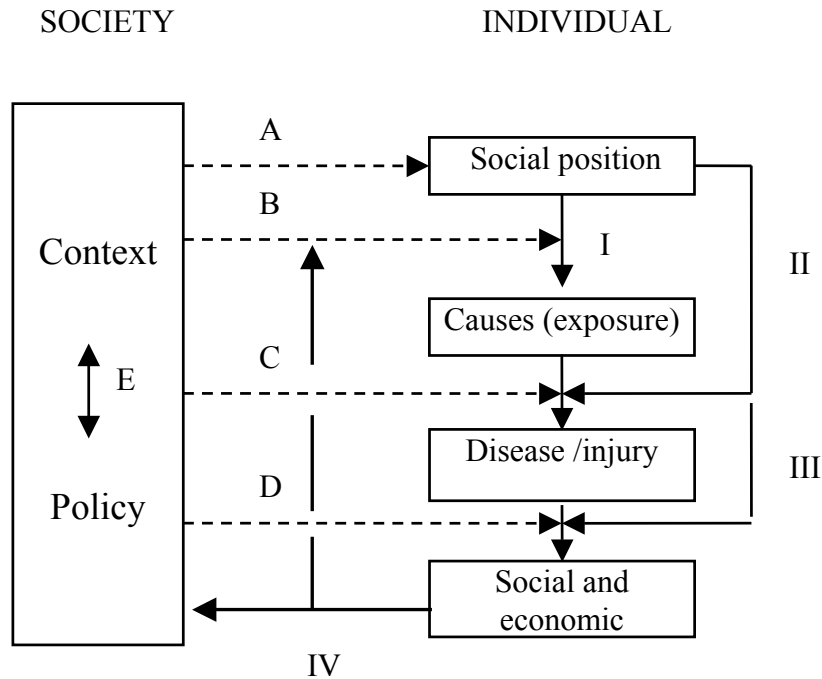 SOCIETY
INDIVIDUAL
A
Social position
B
Context
I
II
Causes (exposure)
C
E
Disease /injury
III
D
Policy
Social and
economic
IV